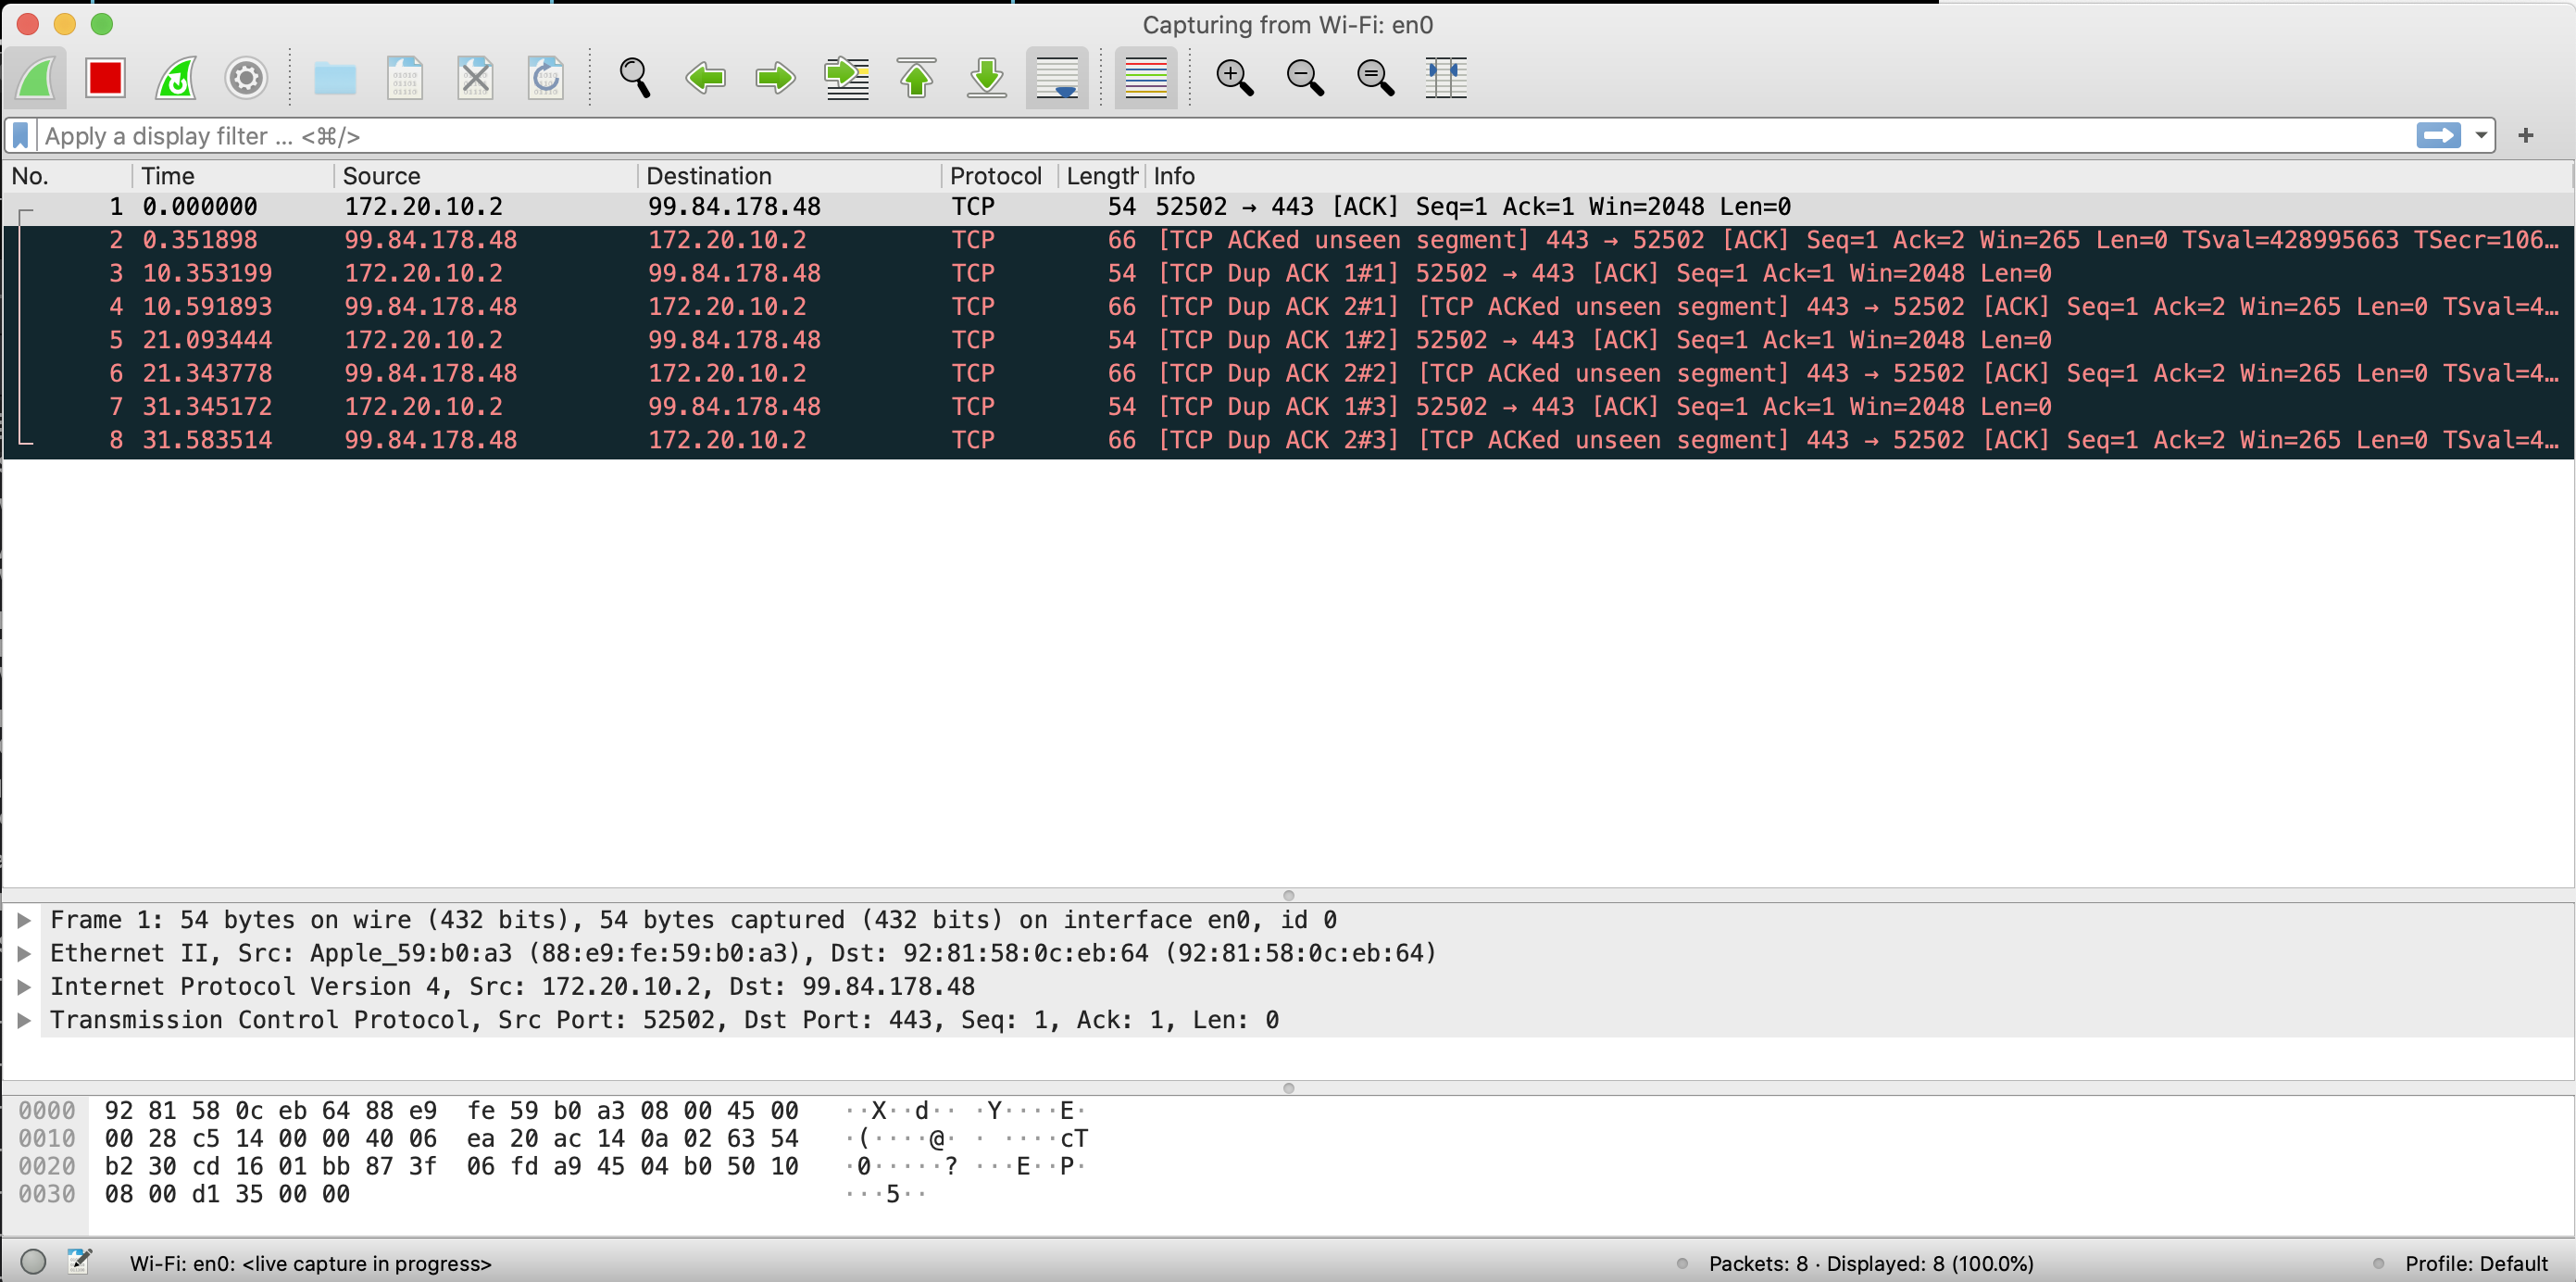 Capturing from Wi-Fi: en0
Apply a display filter ... <⌘/>
No. Time Source Destination Protocol Length Info
1 0.000000 172.20.10.2 99.84.178.48 TCP 54 52502 → 443 [ACK] Seq=1 Ack=1 Win=2048 Len=0
2 0.351898 99.84.178.48 172.20.10.2 TCP 66 [TCP ACKed unseen segment] 443 → 52502 [ACK] Seq=1 Ack=2 Win=265 Len=0 TSval=428995663 TSecr=106…
3 10.353199 172.20.10.2 99.84.178.48 TCP 54 [TCP Dup ACK 1#1] 52502 → 443 [ACK] Seq=1 Ack=1 Win=2048 Len=0
4 10.591893 99.84.178.48 172.20.10.2 TCP 66 [TCP Dup ACK 2#1] [TCP ACKed unseen segment] 443 → 52502 [ACK] Seq=1 Ack=2 Win=265 Len=0 TSval=4…
5 21.093444 172.20.10.2 99.84.178.48 TCP 54 [TCP Dup ACK 1#2] 52502 → 443 [ACK] Seq=1 Ack=1 Win=2048 Len=0
6 21.343778 99.84.178.48 172.20.10.2 TCP 66 [TCP Dup ACK 2#2] [TCP ACKed unseen segment] 443 → 52502 [ACK] Seq=1 Ack=2 Win=265 Len=0 TSval=4…
7 31.345172 172.20.10.2 99.84.178.48 TCP 54 [TCP Dup ACK 1#3] 52502 → 443 [ACK] Seq=1 Ack=1 Win=2048 Len=0
8 31.583514 99.84.178.48 172.20.10.2 TCP 66 [TCP Dup ACK 2#3] [TCP ACKed unseen segment] 443 → 52502 [ACK] Seq=1 Ack=2 Win=265 Len=0 TSval=4…
Frame 1: 54 bytes on wire (432 bits), 54 bytes captured (432 bits) on interface en0, id 0
Ethernet II, Src: Apple_59:b0:a3 (88:e9:fe:59:b0:a3), Dst: 92:81:58:0c:eb:64 (92:81:58:0c:eb:64)
Internet Protocol Version 4, Src: 172.20.10.2, Dst: 99.84.178.48
Transmission Control Protocol, Src Port: 52502, Dst Port: 443, Seq: 1, Ack: 1, Len: 0
0000 92 81 58 0c eb 64 88 e9 fe 59 b0 a3 08 00 45 00 ··X··d·· ·Y····E·
0010 00 28 c5 14 00 00 40 06 ea 20 ac 14 0a 02 63 54 ·(····@· · ····cT
0020 b2 30 cd 16 01 bb 87 3f 06 fd a9 45 04 b0 50 10 ·0·····? ···E··P·
0030 08 00 d1 35 00 00 ···5··
Wi-Fi: en0: <live capture in progress> Packets: 8 · Displayed: 8 (100.0%) Profile: Default